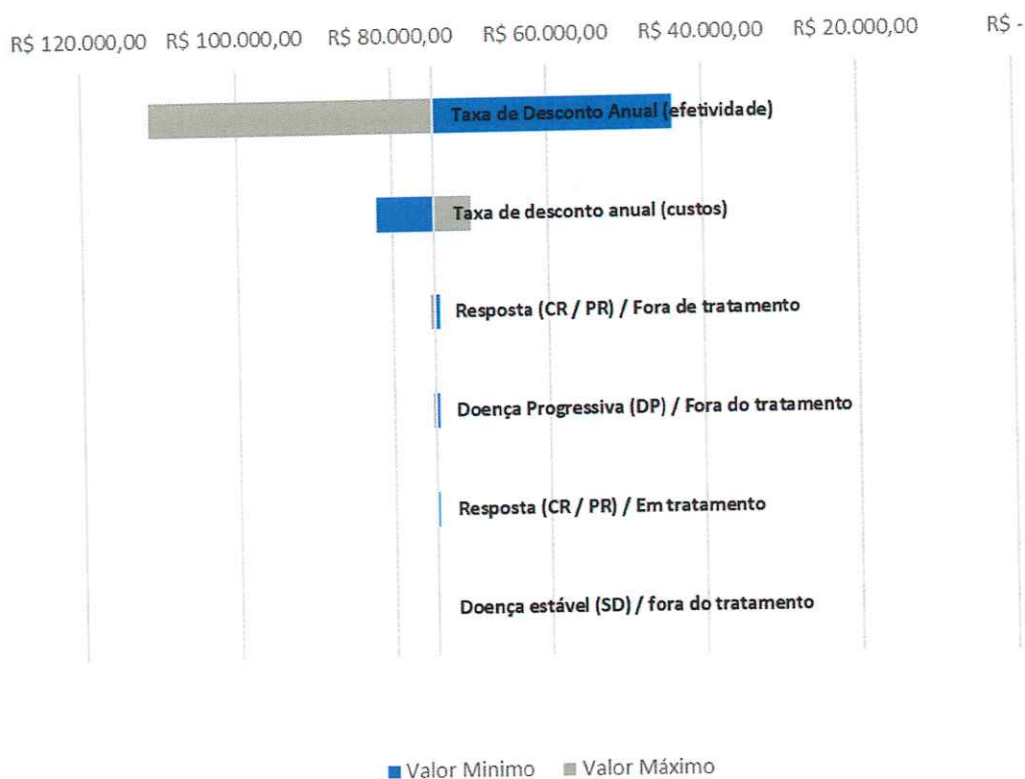 R$ 120.000,00 R$ 100.000,00 R$ 80.000,00 R$ 60.000,00 R$ 40.000,00 R$ 20.000,00 R$ -
Taxa de Desconto Anual (efetividade)
Taxa de desconto anual (custos)
Resposta (CR / PR) / Fora de tratamento
Doença Progressiva (DP) / Fora do tratamento
Resposta (CR / PR) / Em tratamento
Doença estável (SD) / fora do tratamento
Valor Minimo Valor Máximo